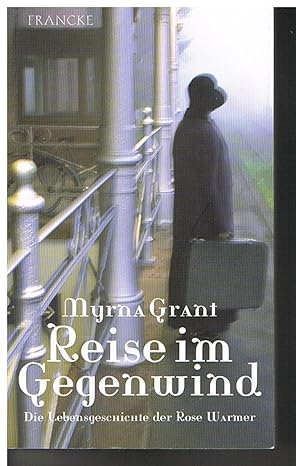 FRANCKE
Myrna Grant
Reise im
Gegenwind
Die Lebensgeschichte der Rose Warmer